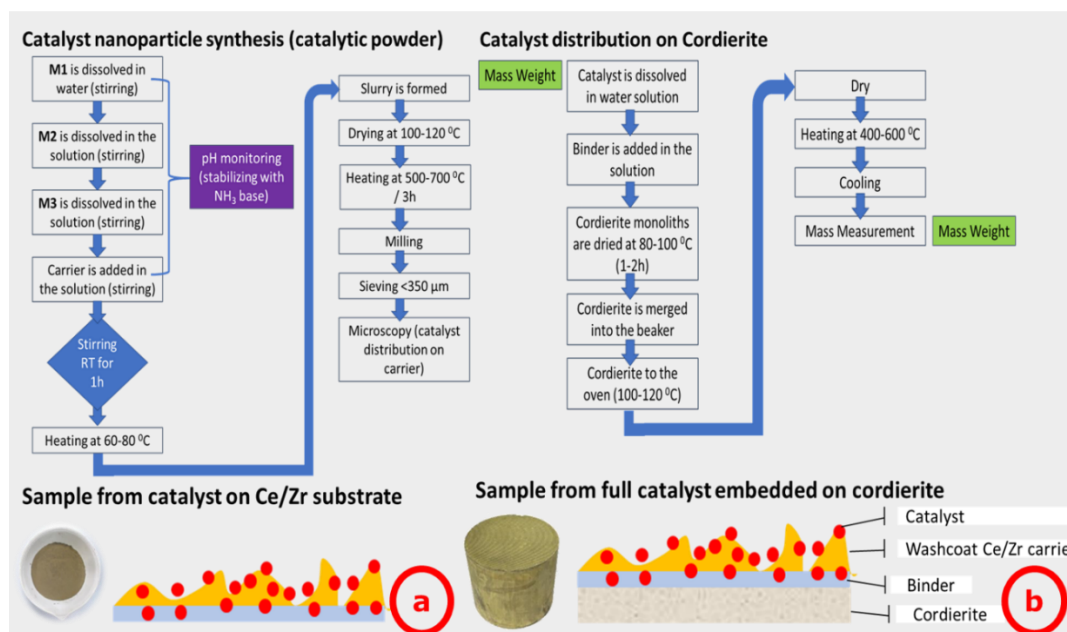 Catalyst nanoparticle synthesis (catalytic powder)
M1 is dissolved in
water (stirring)
M2 is dissolved in the
solution (stirring)
M3 is dissolved in the
solution (stirring)
Carrier is added in
the solution (stirring)
Stirring
RT for
1h
Heating at 60-80 ⁰C
pH monitoring
(stabilizing with
NH₃ base)
Slurry is formed
Drying at 100-120 ⁰C
Heating at 500-700 ⁰C
/ 3h
Milling
Sieving <350 µm
Microscopy (catalyst
distribution on
carrier)
Catalyst distribution on Cordierite
Mass Weight
Catalyst is dissolved
in water solution
Binder is added in the
solution
Cordierite monoliths
are dried at 80-100 ⁰C
(1-2h)
Cordierite is merged
into the beaker
Cordierite to the
oven (100-120 ⁰C)
Dry
Heating at 400-600 ⁰C
Cooling
Mass Measurement
Mass Weight
Sample from catalyst on Ce/Zr substrate
a
Sample from full catalyst embedded on cordierite
Catalyst
Washcoat Ce/Zr carrie
Binder
Cordierite
b